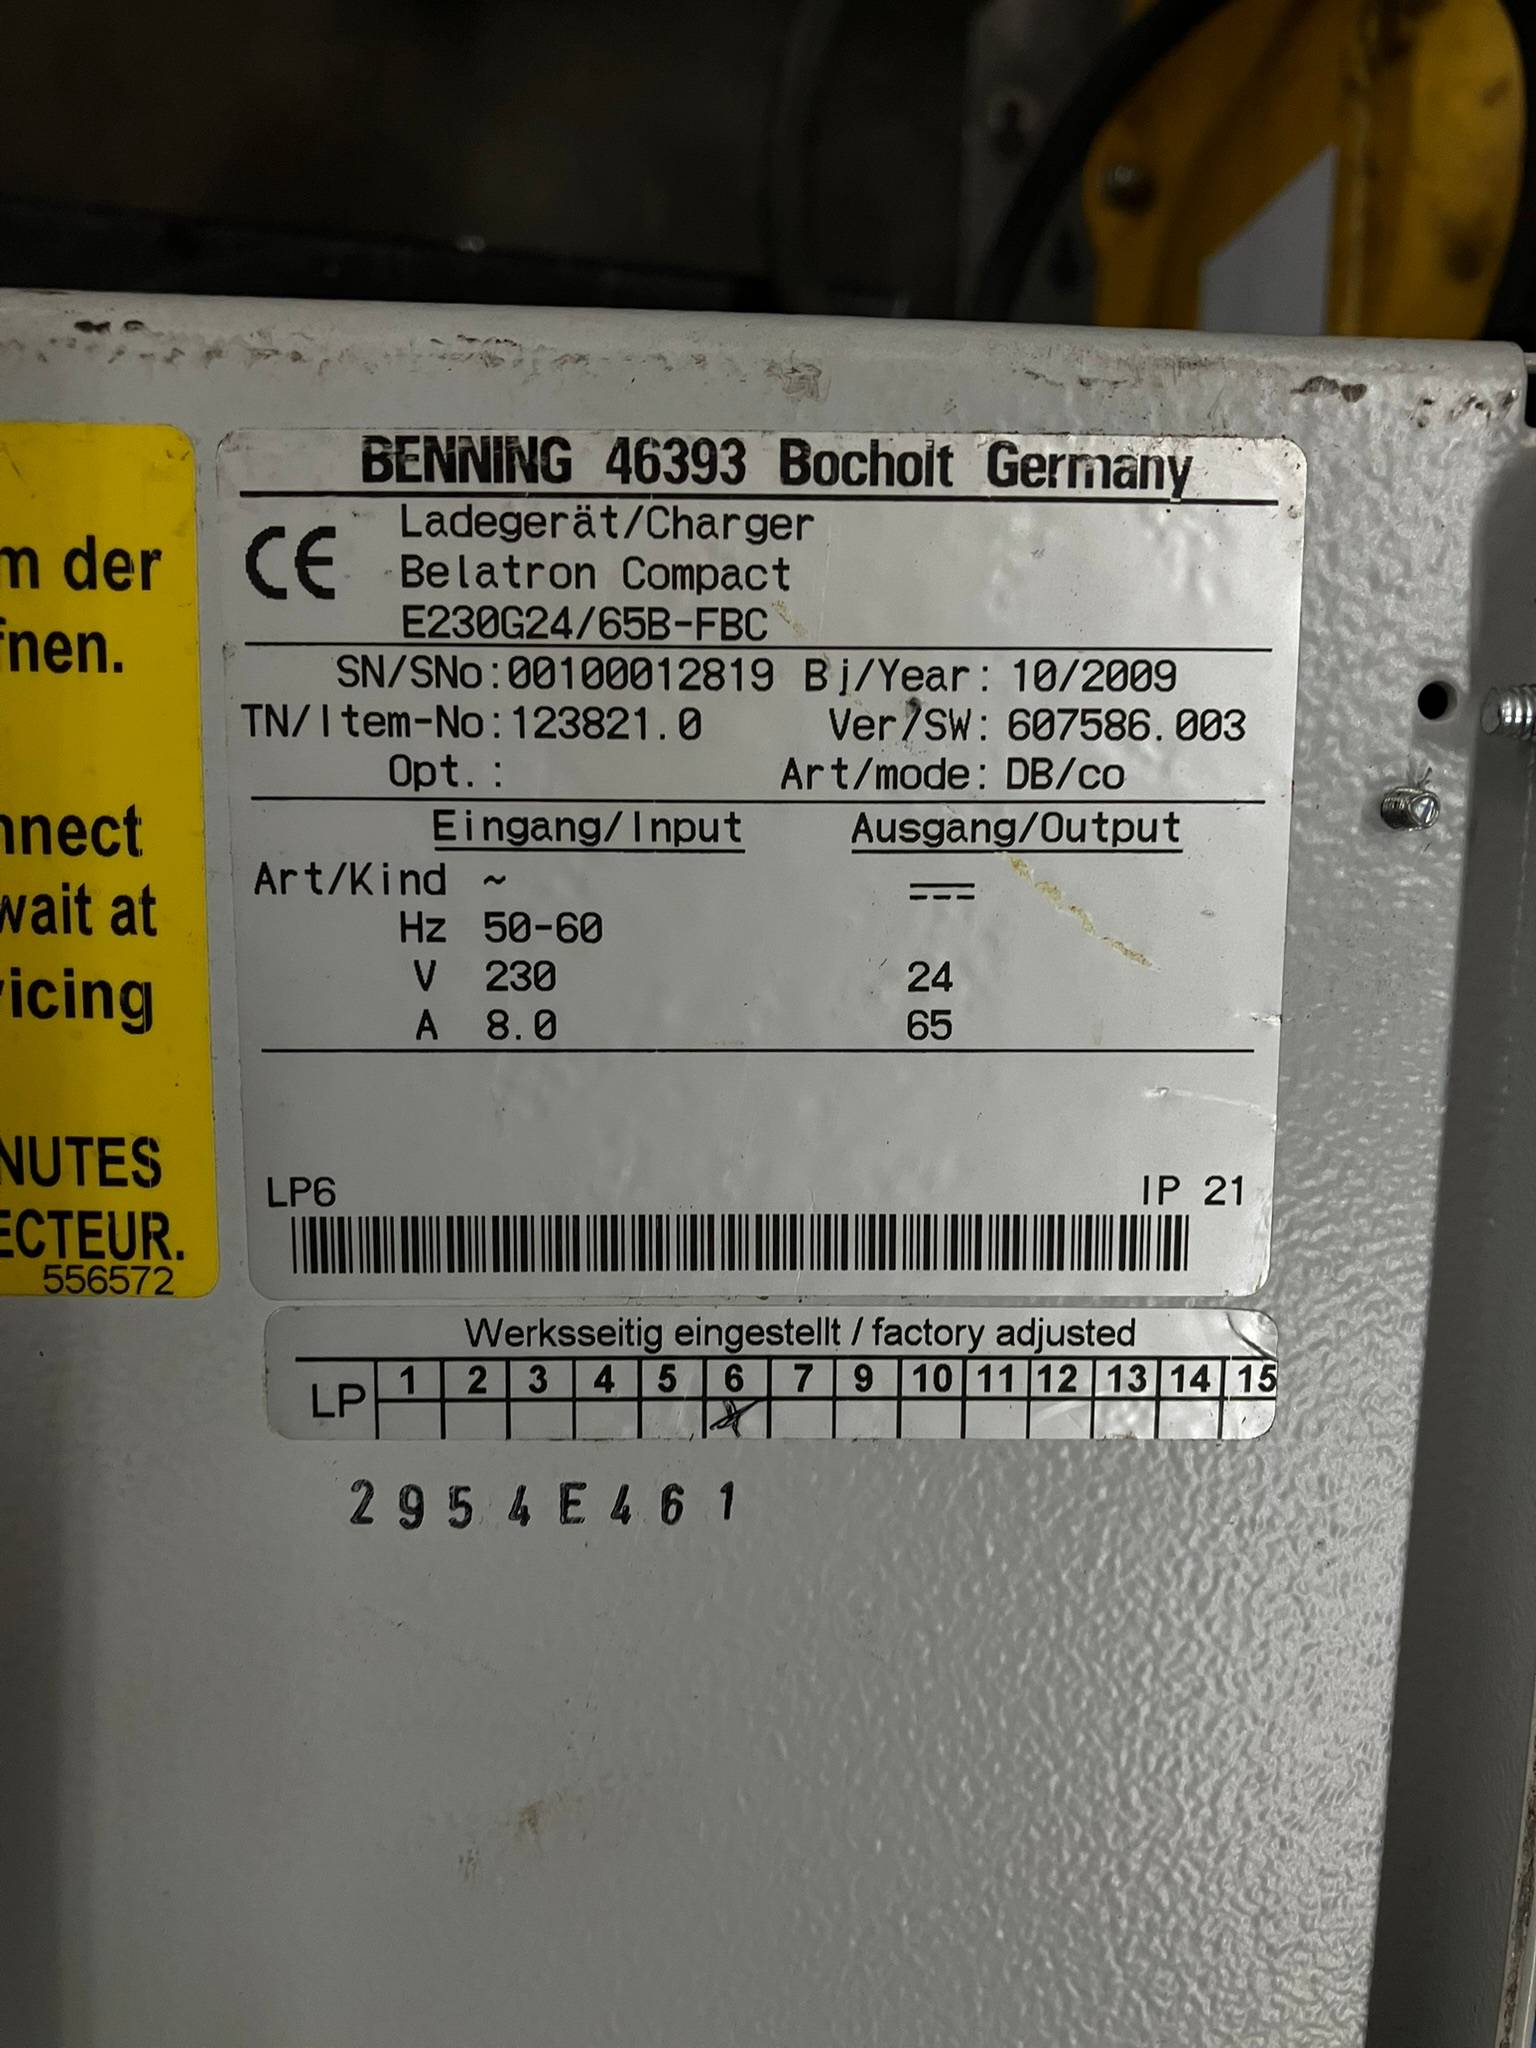 m der
fnen.
nnect
wait at
vicing
NUTES
ECTEUR.
556572
BENNING 46393 Bocholt Germany
CE
Ladegerät/Charger
Belatron Compact
E230G24/65B-FBC
SN/SNo:00100012819 Bj/Year: 10/2009
TN/Item-No:123821.0 Ver/SW: 607586.003
Opt.: Art/mode: DB/co
Eingang/Input Ausgang/Output
Art/Kind ~ ⎓
Hz 50-60
V 230 24
A 8.0 65
LP6 IP 21
Werksseitig eingestellt / factory adjusted
LP 1 2 3 4 5 6 7 9 10 11 12 13 14 15
2954E461